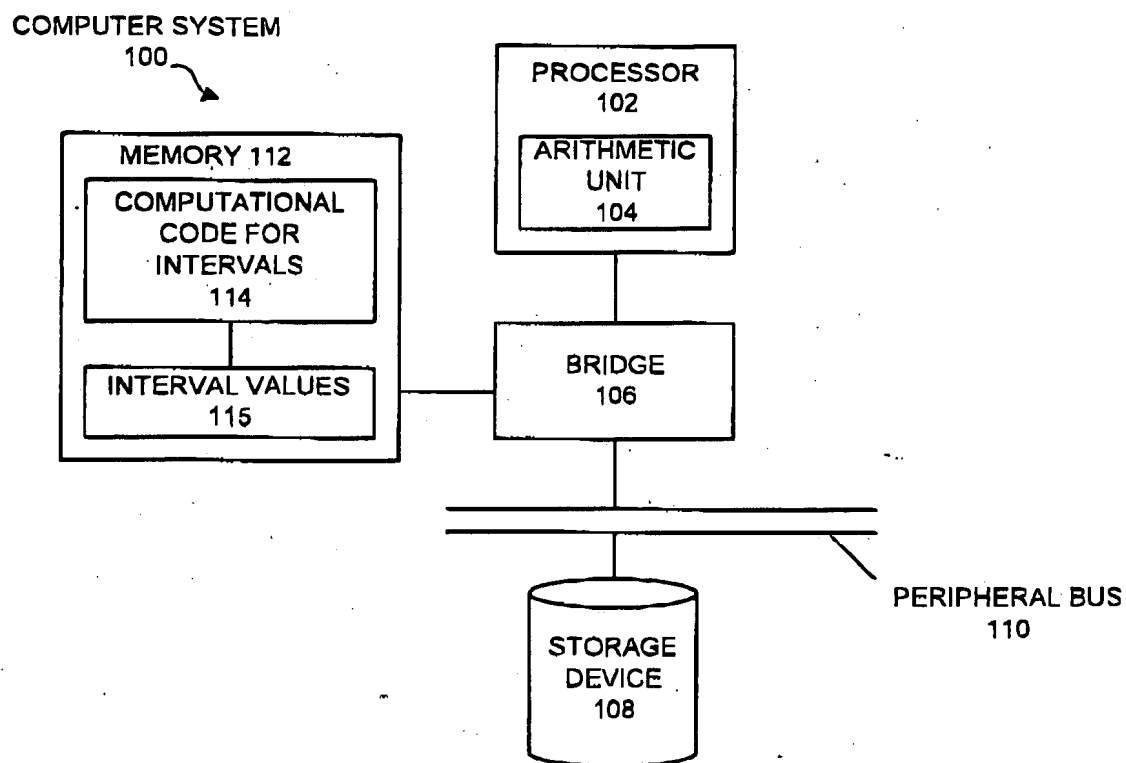 COMPUTER SYSTEM
100
PROCESSOR
102
ARITHMETIC
UNIT
104
MEMORY 112
COMPUTATIONAL
CODE FOR
INTERVALS
114
INTERVAL VALUES
115
BRIDGE
106
PERIPHERAL BUS
110
STORAGE
DEVICE
108